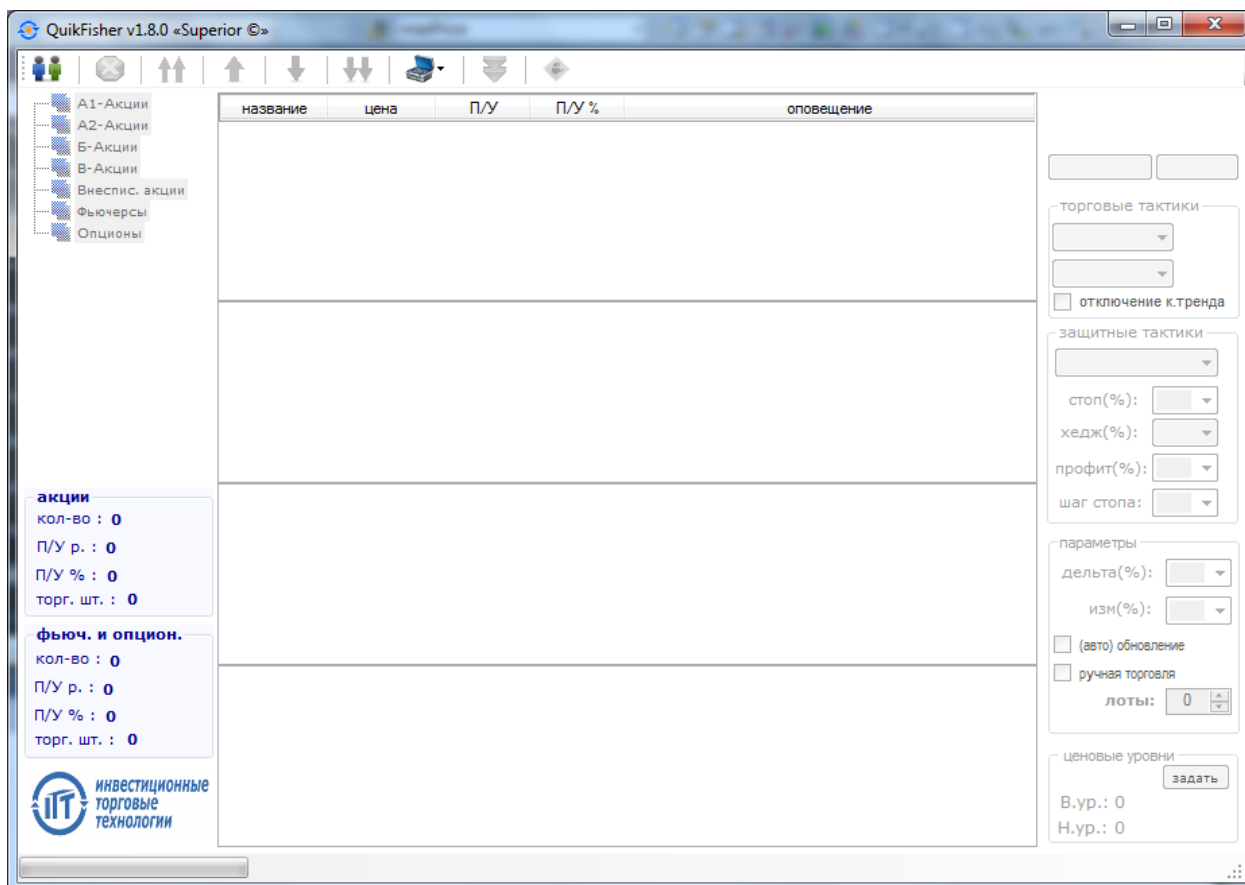 QuikFisher v1.8.0 «Superior ©»
А1-Акции
А2-Акции
Б-Акции
В-Акции
Внеспис. акции
Фьючерсы
Опционы
название цена П/У П/У % оповещение
торговые тактики
отключение к.тренда
защитные тактики
стоп(%):
хедж(%):
профит(%):
шаг стопа:
параметры
дельта(%):
изм(%):
(авто) обновление
ручная торговля
лоты: 0
ценовые уровни
задать
В.ур.: 0
Н.ур.: 0
акции
кол-во : 0
П/У р. : 0
П/У % : 0
торг. шт. : 0
фьюч. и опцион.
кол-во : 0
П/У р. : 0
П/У % : 0
торг. шт. : 0
инвестиционные
торговые
технологии